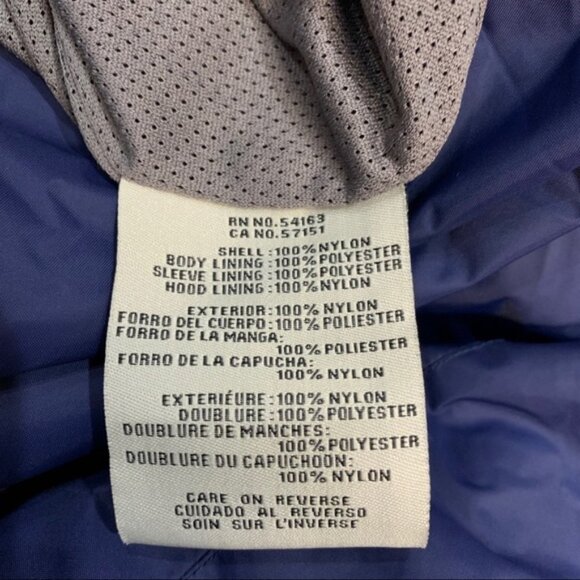 RN NO.54163
CA NO.57151
SHELL:100%NYLON
BODY LINING:100%POLYESTER
SLEEVE LINING:100%POLYESTER
HOOD LINING:100%NYLON
EXTERIOR:100%NYLON
FORRO DEL CUERPO:100%POLIESTER
FORRO DE LA MANGA:
100%POLIESTER
FORRO DE LA CAPUCHA:
100%NYLON
EXTERIÉURE:100%NYLON
DOUBLURE:100%POLYESTER
DOUBLURE DE MANCHES:
100%POLYESTER
DOUBLURE DU CAPUCHOÖN:
100%NYLON
CARE ON REVERSE
CUIDADO AL REVERSO
SOIN SUR L'INVERSE